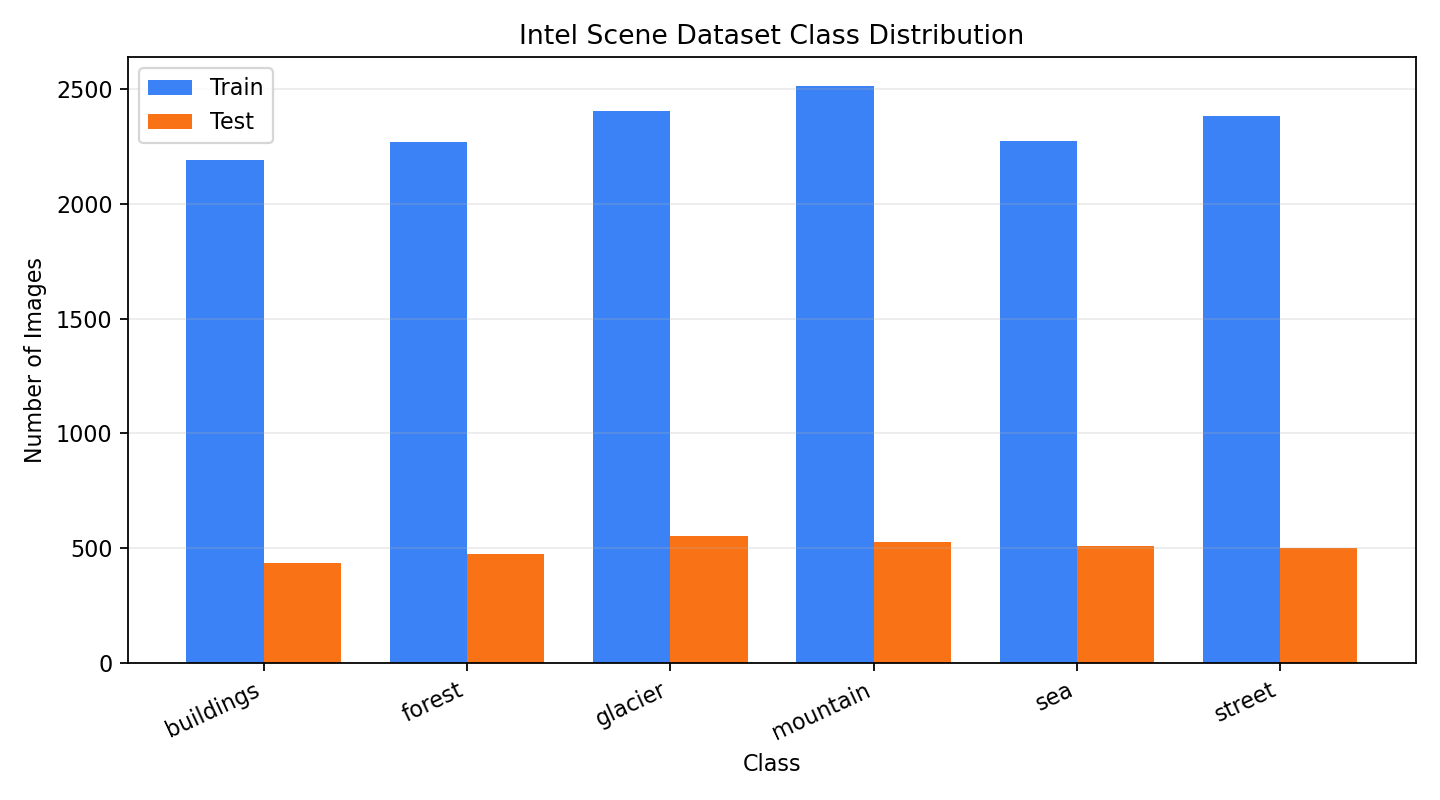 Intel Scene Dataset Class Distribution
Train
Test
Number of Images
2500
2000
1500
1000
500
0
buildings
forest
glacier
mountain
sea
street
Class